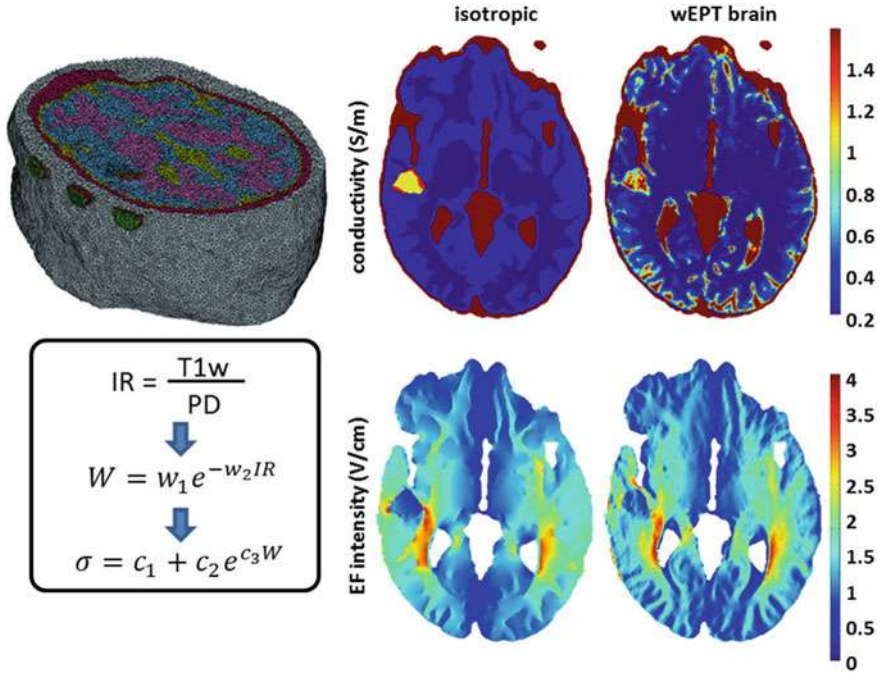 isotropic
wEPT brain
conductivity (S/m)
1.4
1.2
1
0.8
0.6
0.4
0.2
IR = T1w / PD
W = w₁e^{−w₂IR}
σ = c₁ + c₂e^{c₃W}
EF intensity (V/cm)
4
3.5
3
2.5
2
1.5
1
0.5
0